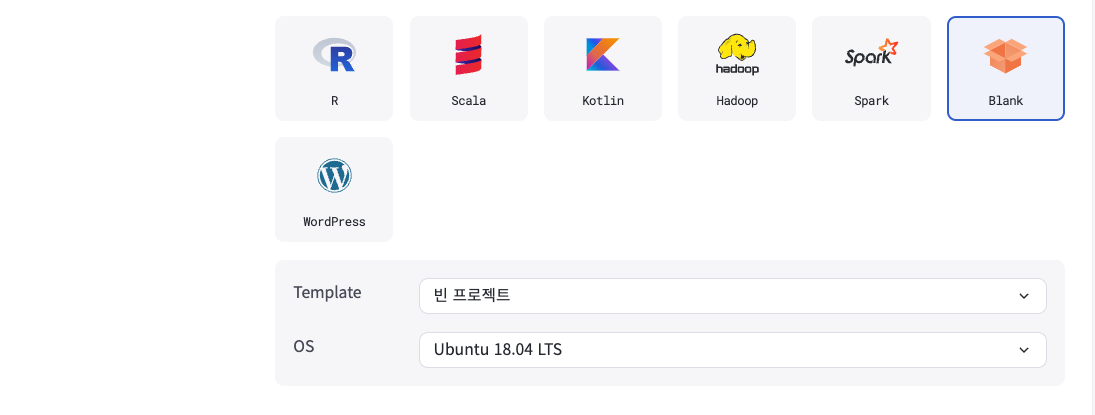 R
hadoop
Spark
R
Scala
Kotlin
Hadoop
Spark
Blank
W
WordPress
Template
빈 프로젝트
OS
Ubuntu 18.04 LTS